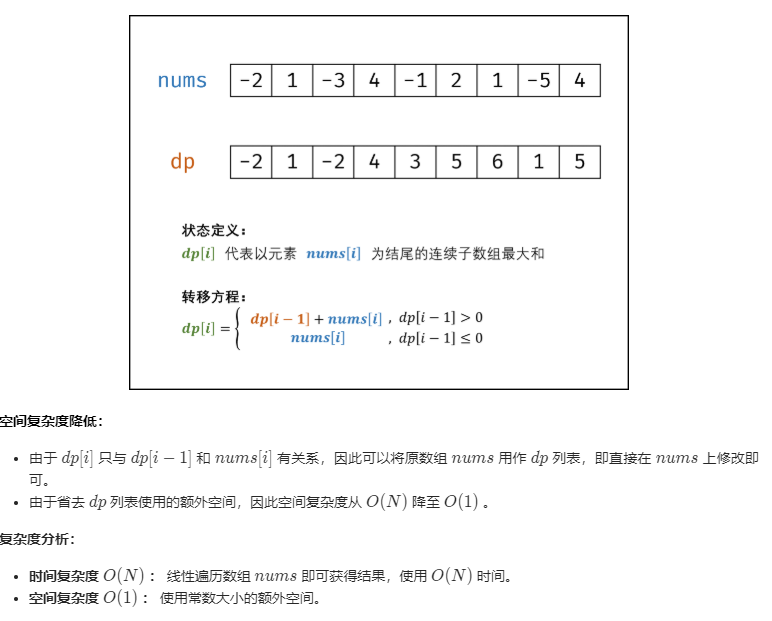 nums -2 1 -3 4 -1 2 1 -5 4
dp -2 1 -2 4 3 5 6 1 5
状态定义：
dp[i] 代表以元素 nums[i] 为结尾的连续子数组最大和
转移方程：
dp[i] = { dp[i − 1] + nums[i] , dp[i − 1] > 0
nums[i] , dp[i − 1] ≤ 0
空间复杂度降低：
• 由于 dp[i] 只与 dp[i − 1] 和 nums[i] 有关系，因此可以将原数组 nums 用作 dp 列表，即直接在 nums 上修改即
可。
• 由于省去 dp 列表使用的额外空间，因此空间复杂度从 O(N) 降至 O(1) 。
复杂度分析：
• 时间复杂度 O(N) ： 线性遍历数组 nums 即可获得结果，使用 O(N) 时间。
• 空间复杂度 O(1) ： 使用常数大小的额外空间。